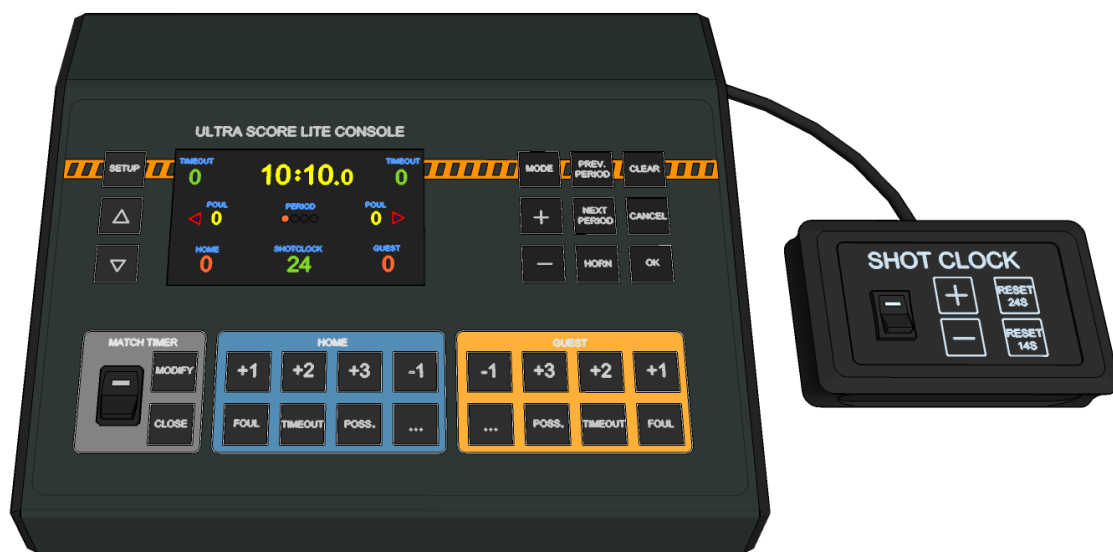 ULTRA SCORE LITE CONSOLE
SETUP
TIMEOUT 10:10.0 TIMEOUT
0 0
FOUL PERIOD FOUL
0 0
HOME SHOTCLOCK GUEST
0 24 0
MODE PREV. PERIOD CLEAR
+ NEXT PERIOD CANCEL
− HORN OK
SHOT CLOCK
+ RESET 24S
− RESET 14S
MATCH TIMER
MODIFY
CLOSE
HOME
+1 +2 +3 -1
FOUL TIMEOUT POSS. ...
GUEST
-1 +3 +2 +1
... POSS. TIMEOUT FOUL